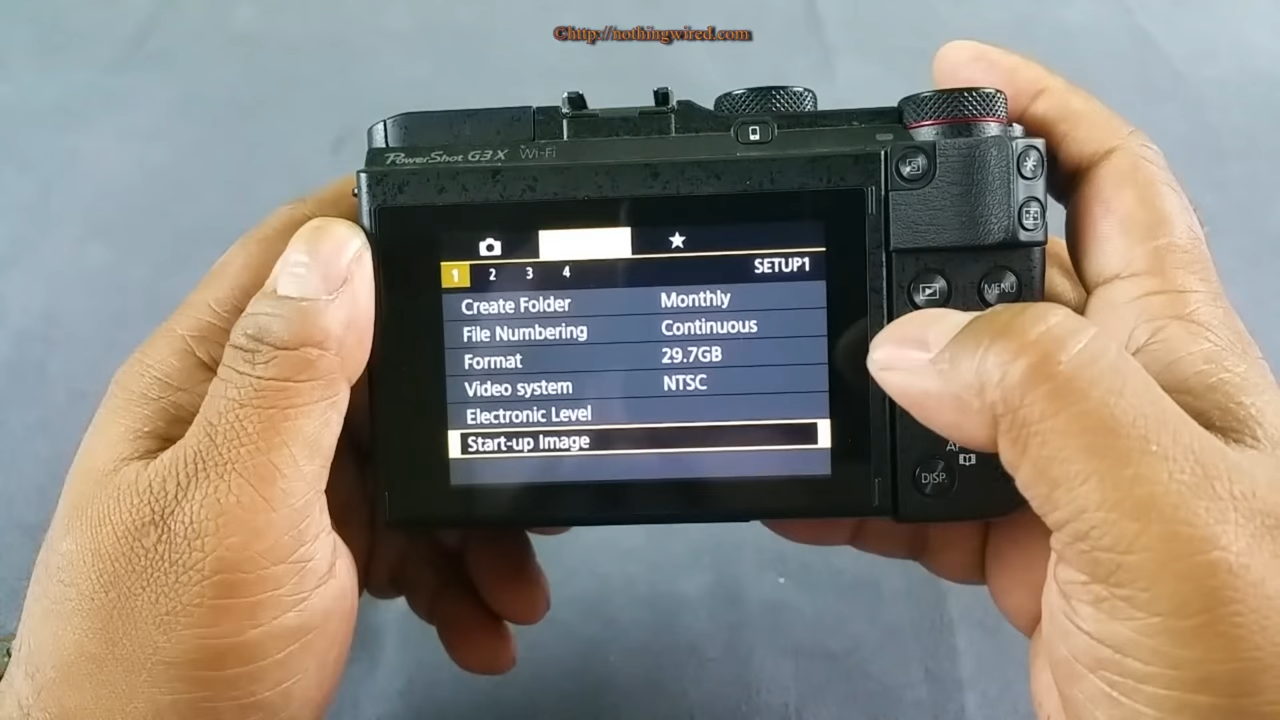 ©http://nothingwired.com
PowerShot G3 X Wi-Fi
1 2 3 4 SETUP1
Create Folder Monthly
File Numbering Continuous
Format 29.7GB
Video system NTSC
Electronic Level
Start-up Image
S
MENU
AF
DISP.